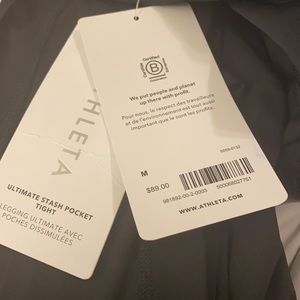 ATHLETA
ULTIMATE STASH POCKET
TIGHT
LEGGING ULTIMATE AVEC
POCHES DISSIMULÉES
Certified
B
Corporation
We put people and planet
up there with profit.
Pour nous, le respect des travailleurs
et de l'environnement est tout aussi
important que le sont les profits.
M
$89.00
WWW.ATHLETA.COM